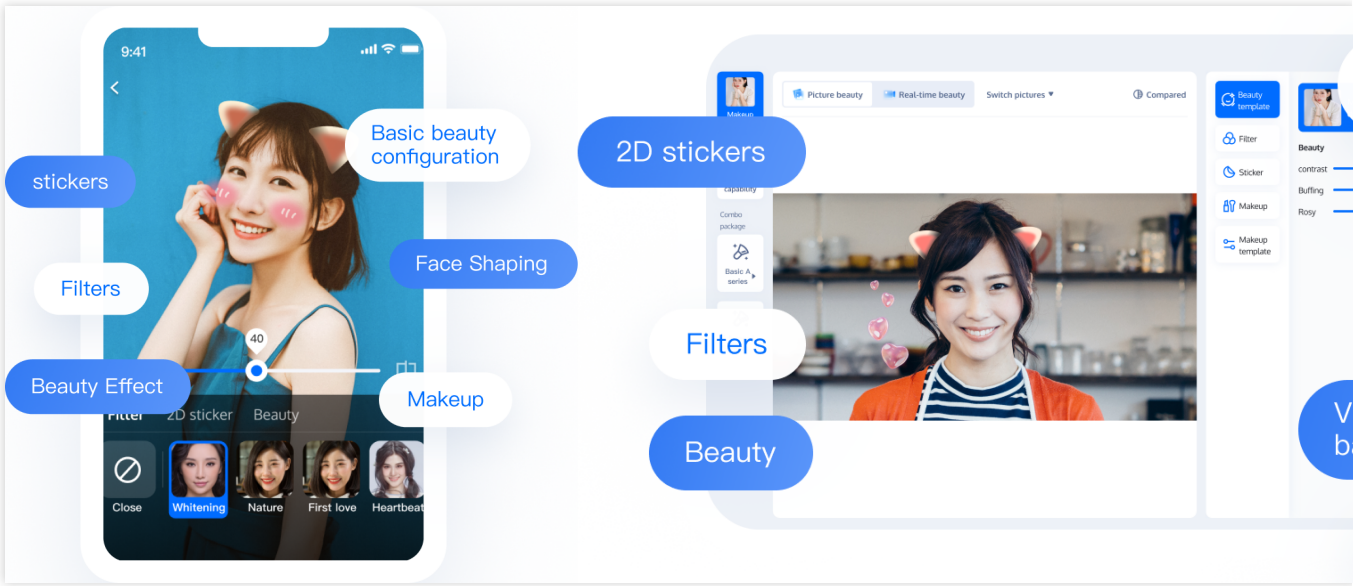 9:41
stickers
Basic beauty
configuration
Face Shaping
Filters
40
Beauty Effect
Makeup
Filter
2D sticker
Beauty
Close
Whitening
Nature
First love
Heartbeat
2D stickers
Filters
Beauty
Makeup
capability
Combo
package
Basic A
series
Picture beauty
Real-time beauty
Switch pictures ▼
Compared
Beauty
template
Filter
Sticker
Makeup
Makeup
template
Beauty
contrast
Buffing
Rosy
V
ba